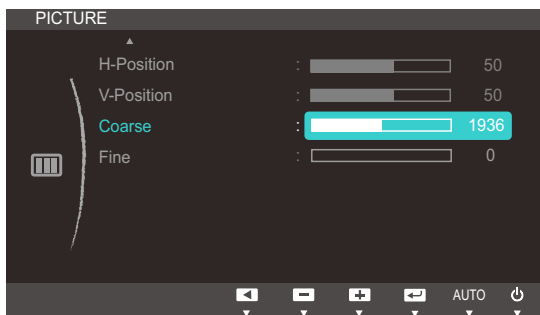 PICTURE
H-Position : 50
V-Position : 50
Coarse : 1936
Fine : 0
AUTO